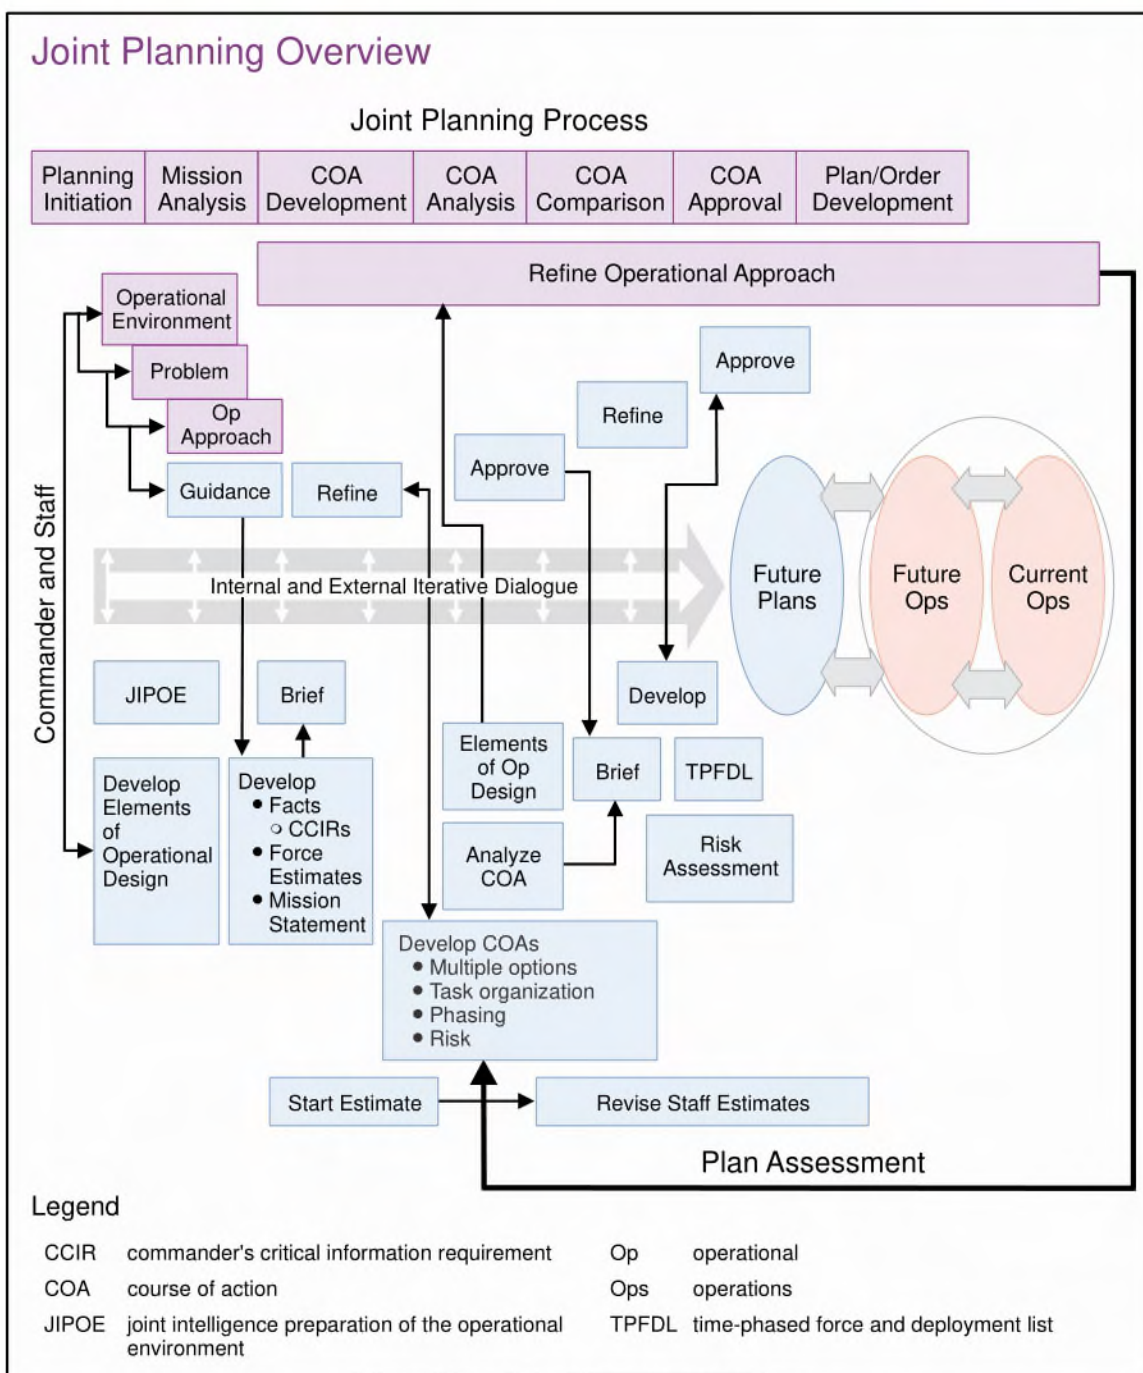 Joint Planning Overview
Joint Planning Process
Planning
Initiation
Mission
Analysis
COA
Development
COA
Analysis
COA
Comparison
COA
Approval
Plan/Order
Development
Refine Operational Approach
Operational
Environment
Problem
Op
Approach
Guidance
Refine
Approve
Refine
Approve
Commander and Staff
Internal and External Iterative Dialogue
Future
Plans
Future
Ops
Current
Ops
JIPOE
Brief
Develop
Elements
of
Operational
Design
Develop
● Facts
○ CCIRs
● Force
Estimates
● Mission
Statement
Elements
of Op
Design
Analyze
COA
Brief
Develop
TPFDL
Risk
Assessment
Develop COAs
● Multiple options
● Task organization
● Phasing
● Risk
Start Estimate
Revise Staff Estimates
Plan Assessment
Legend
CCIR commander's critical information requirement
COA course of action
JIPOE joint intelligence preparation of the operational
environment
Op operational
Ops operations
TPFDL time-phased force and deployment list